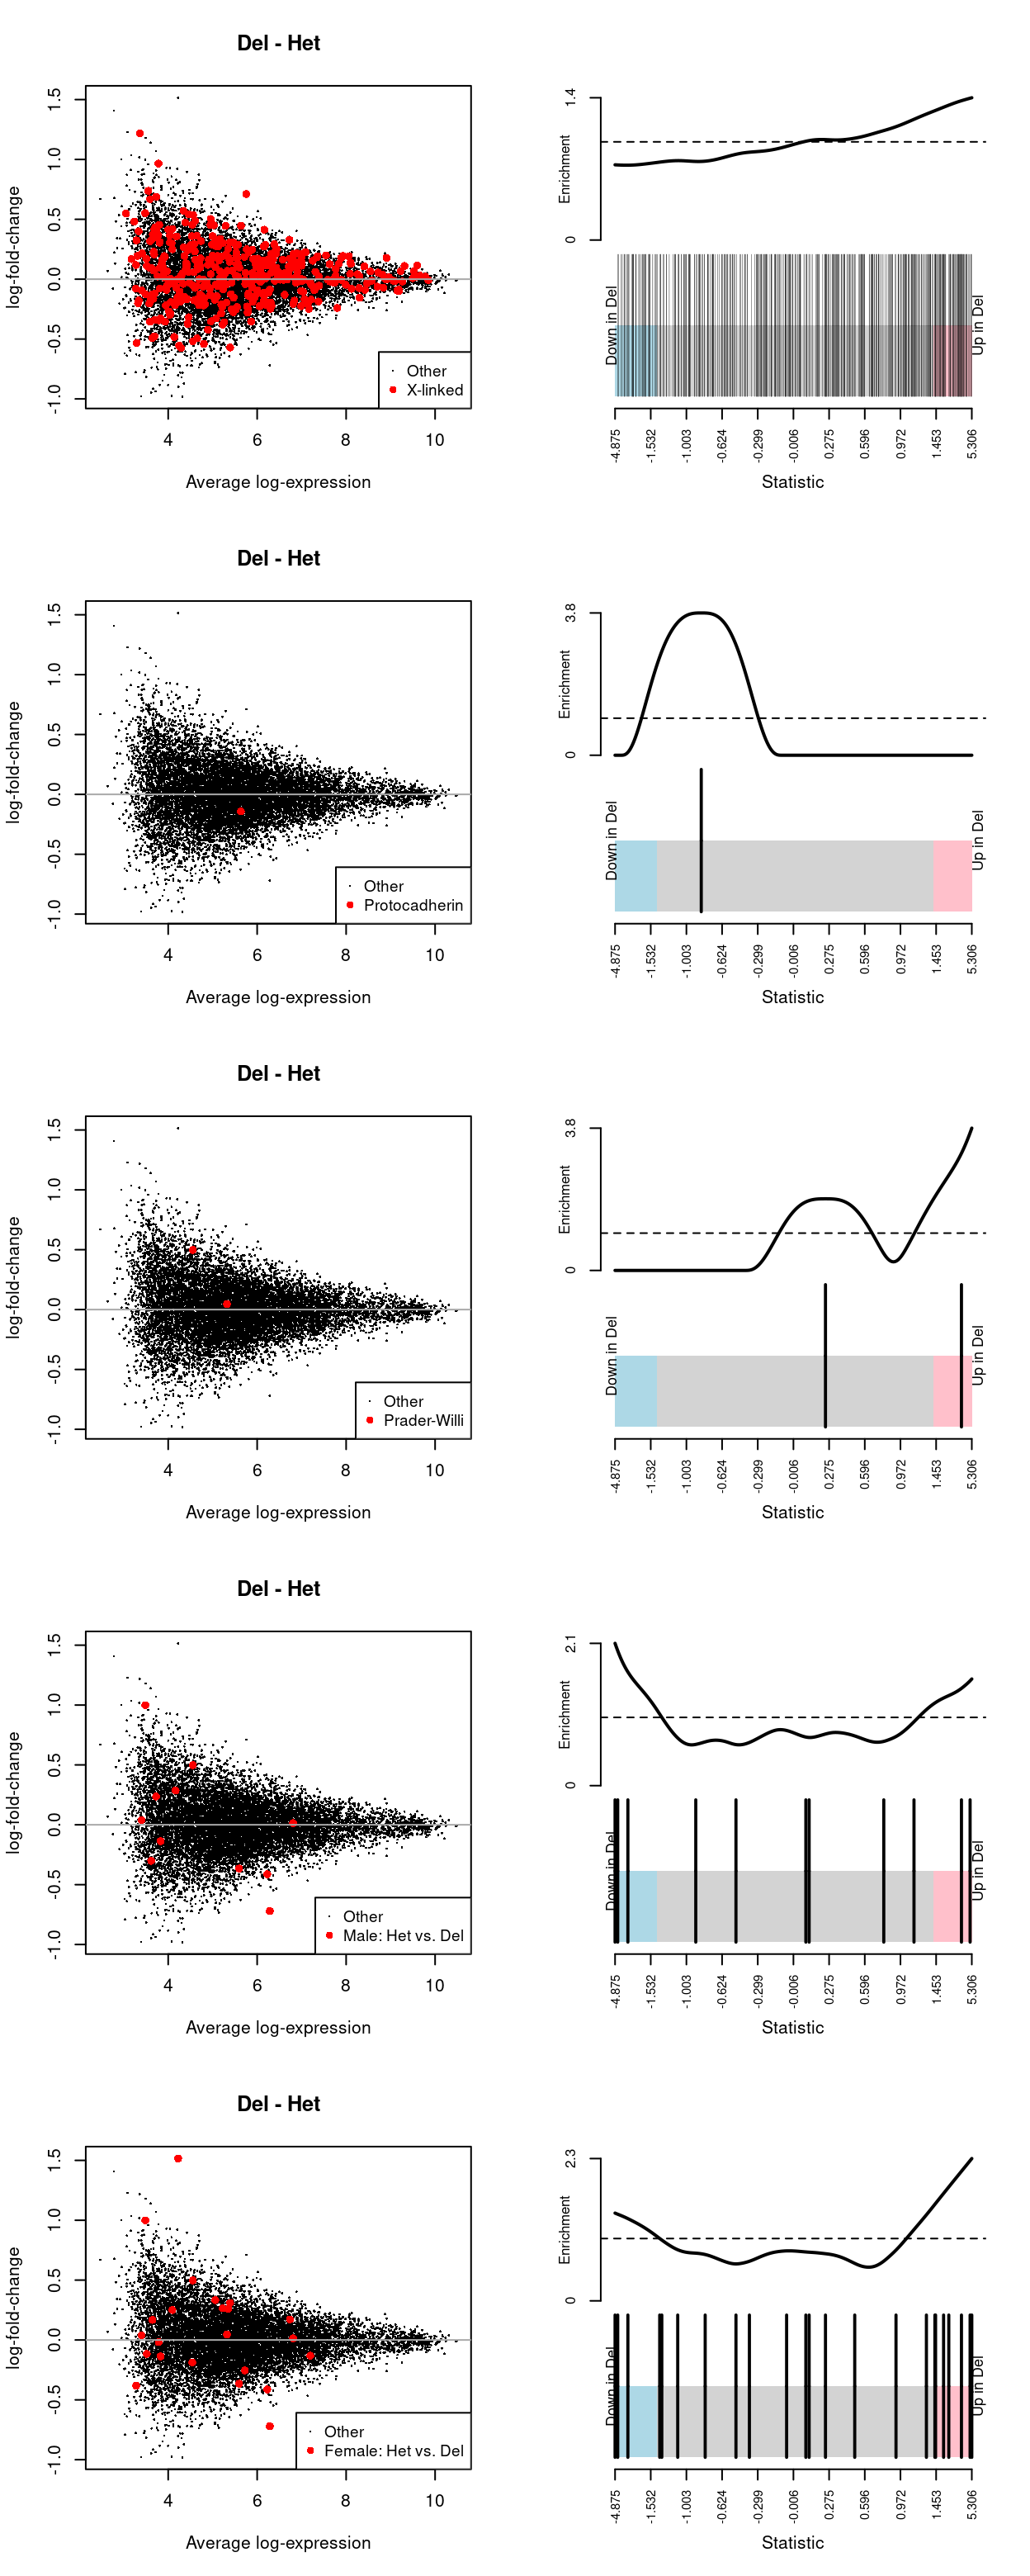 Del - Het
log-fold-change
1.5
1.0
0.5
0.0
-0.5
-1.0
Other
X-linked
4 6 8 10
Average log-expression
Enrichment
1.4
0
Down in Del
Up in Del
-4.875 -1.532 -1.003 -0.624 -0.299 -0.006 0.275 0.596 0.972 1.453 5.306
Statistic
Del - Het
log-fold-change
1.5
1.0
0.5
0.0
-0.5
-1.0
Other
Protocadherin
4 6 8 10
Average log-expression
Enrichment
3.8
0
Down in Del
Up in Del
-4.875 -1.532 -1.003 -0.624 -0.299 -0.006 0.275 0.596 0.972 1.453 5.306
Statistic
Del - Het
log-fold-change
1.5
1.0
0.5
0.0
-0.5
-1.0
Other
Prader-Willi
4 6 8 10
Average log-expression
Enrichment
3.8
0
Down in Del
Up in Del
-4.875 -1.532 -1.003 -0.624 -0.299 -0.006 0.275 0.596 0.972 1.453 5.306
Statistic
Del - Het
log-fold-change
1.5
1.0
0.5
0.0
-0.5
-1.0
Other
Male: Het vs. Del
4 6 8 10
Average log-expression
Enrichment
2.1
0
Down in Del
Up in Del
-4.875 -1.532 -1.003 -0.624 -0.299 -0.006 0.275 0.596 0.972 1.453 5.306
Statistic
Del - Het
log-fold-change
1.5
1.0
0.5
0.0
-0.5
-1.0
Other
Female: Het vs. Del
4 6 8 10
Average log-expression
Enrichment
2.3
0
Down in Del
Up in Del
-4.875 -1.532 -1.003 -0.624 -0.299 -0.006 0.275 0.596 0.972 1.453 5.306
Statistic